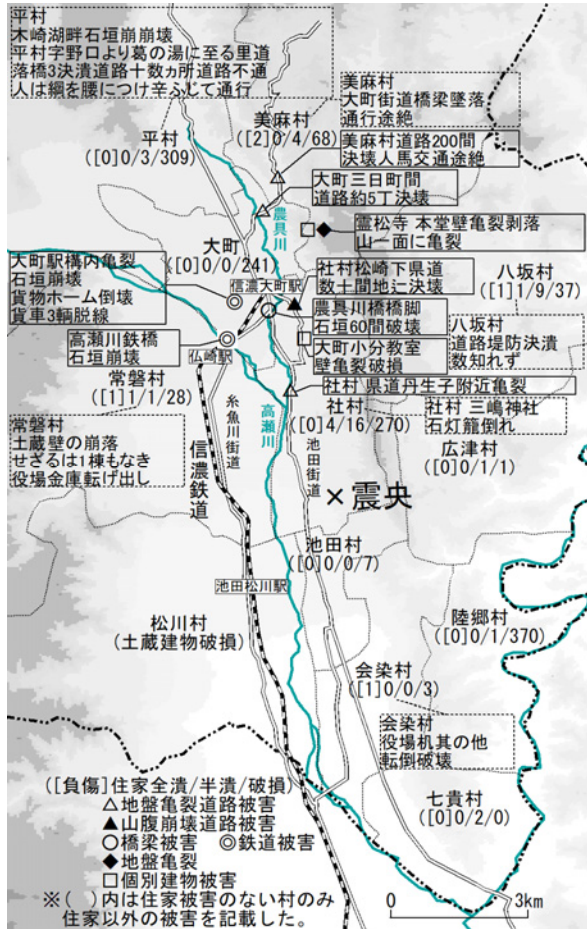 平村
木崎湖畔石垣崩崩壊
平村字野口より葛の湯に至る里道
落橋3決潰道路十数ヵ所道路不通
人は綱を腰につけ辛ふじて通行
美麻村
大町街道橋梁墜落
通行途絶
平村
([0]0/3/309)
美麻村
([2]0/4/68)
美麻村道路200間
決壊人馬交通途絶
大町三日町間
道路約5丁決壊
農具川
霊松寺 本堂壁亀裂剥落
山一面に亀裂
大町
([0]0/0/241)
大町駅構内亀裂
石垣崩壊
貨物ホーム倒壊
貨車3輌脱線
信濃大町駅
社村松崎下県道
数十間地辷決壊
八坂村
([1]1/9/37)
農具川橋橋脚
石垣60間破壊
八坂村
道路堤防決潰
数知れず
高瀬川鉄橋
石垣崩壊
仏崎駅
大町小分教室
壁亀裂破損
常磐村
([1]1/1/28)
社村 県道丹生子附近亀裂
社村
([0]4/16/270)
社村 三嶋神社
石灯籠倒れ
常磐村
土蔵壁の崩落
せざるは1棟もなき
役場金庫転げ出し
糸魚川街道
信濃鉄道
高瀬川
池田街道
広津村
([0]0/1/1)
×震央
池田村
([0]0/0/7)
池田松川駅
松川村
(土蔵建物破損)
陸郷村
([0]0/1/370)
会染村
([1]0/0/3)
会染村
役場机其の他
転倒破壊
七貴村
([0]0/2/0)
([負傷]住家全潰/半潰/破損)
△地盤亀裂道路被害
▲山腹崩壊道路被害
○橋梁被害 ◎鉄道被害
◆地盤亀裂
□個別建物被害
※( )内は住家被害のない村のみ
住家以外の被害を記載した。
0 3km